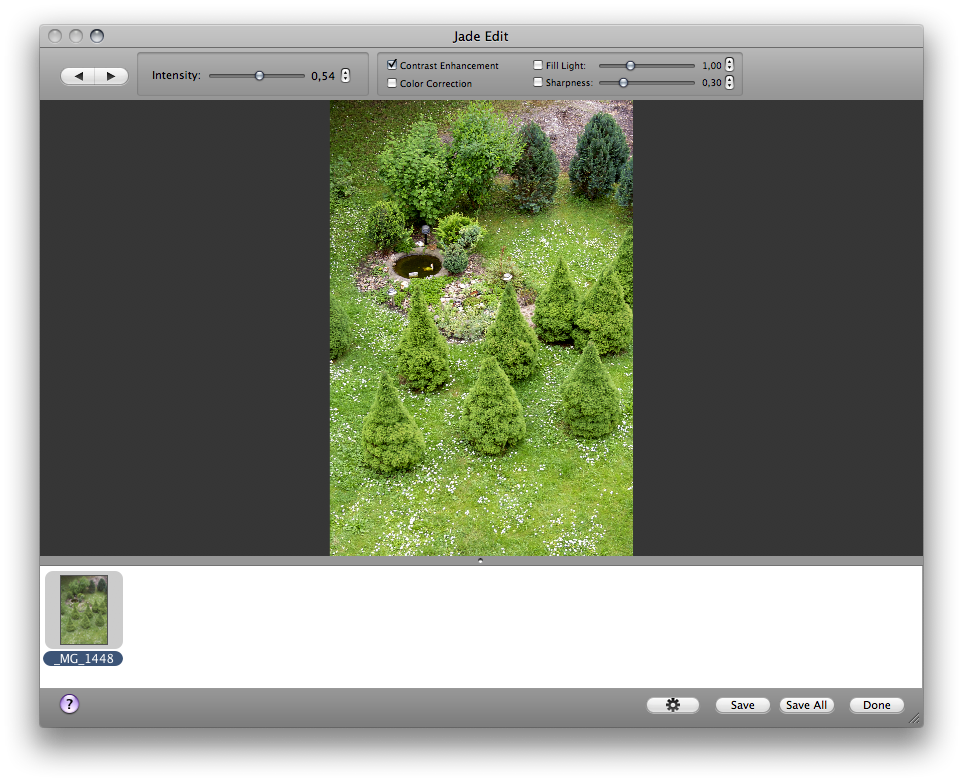 Jade Edit
Intensity: 0,54
Contrast Enhancement
Fill Light: 1,00
Color Correction
Sharpness: 0,30
_MG_1448
?
Save
Save All
Done